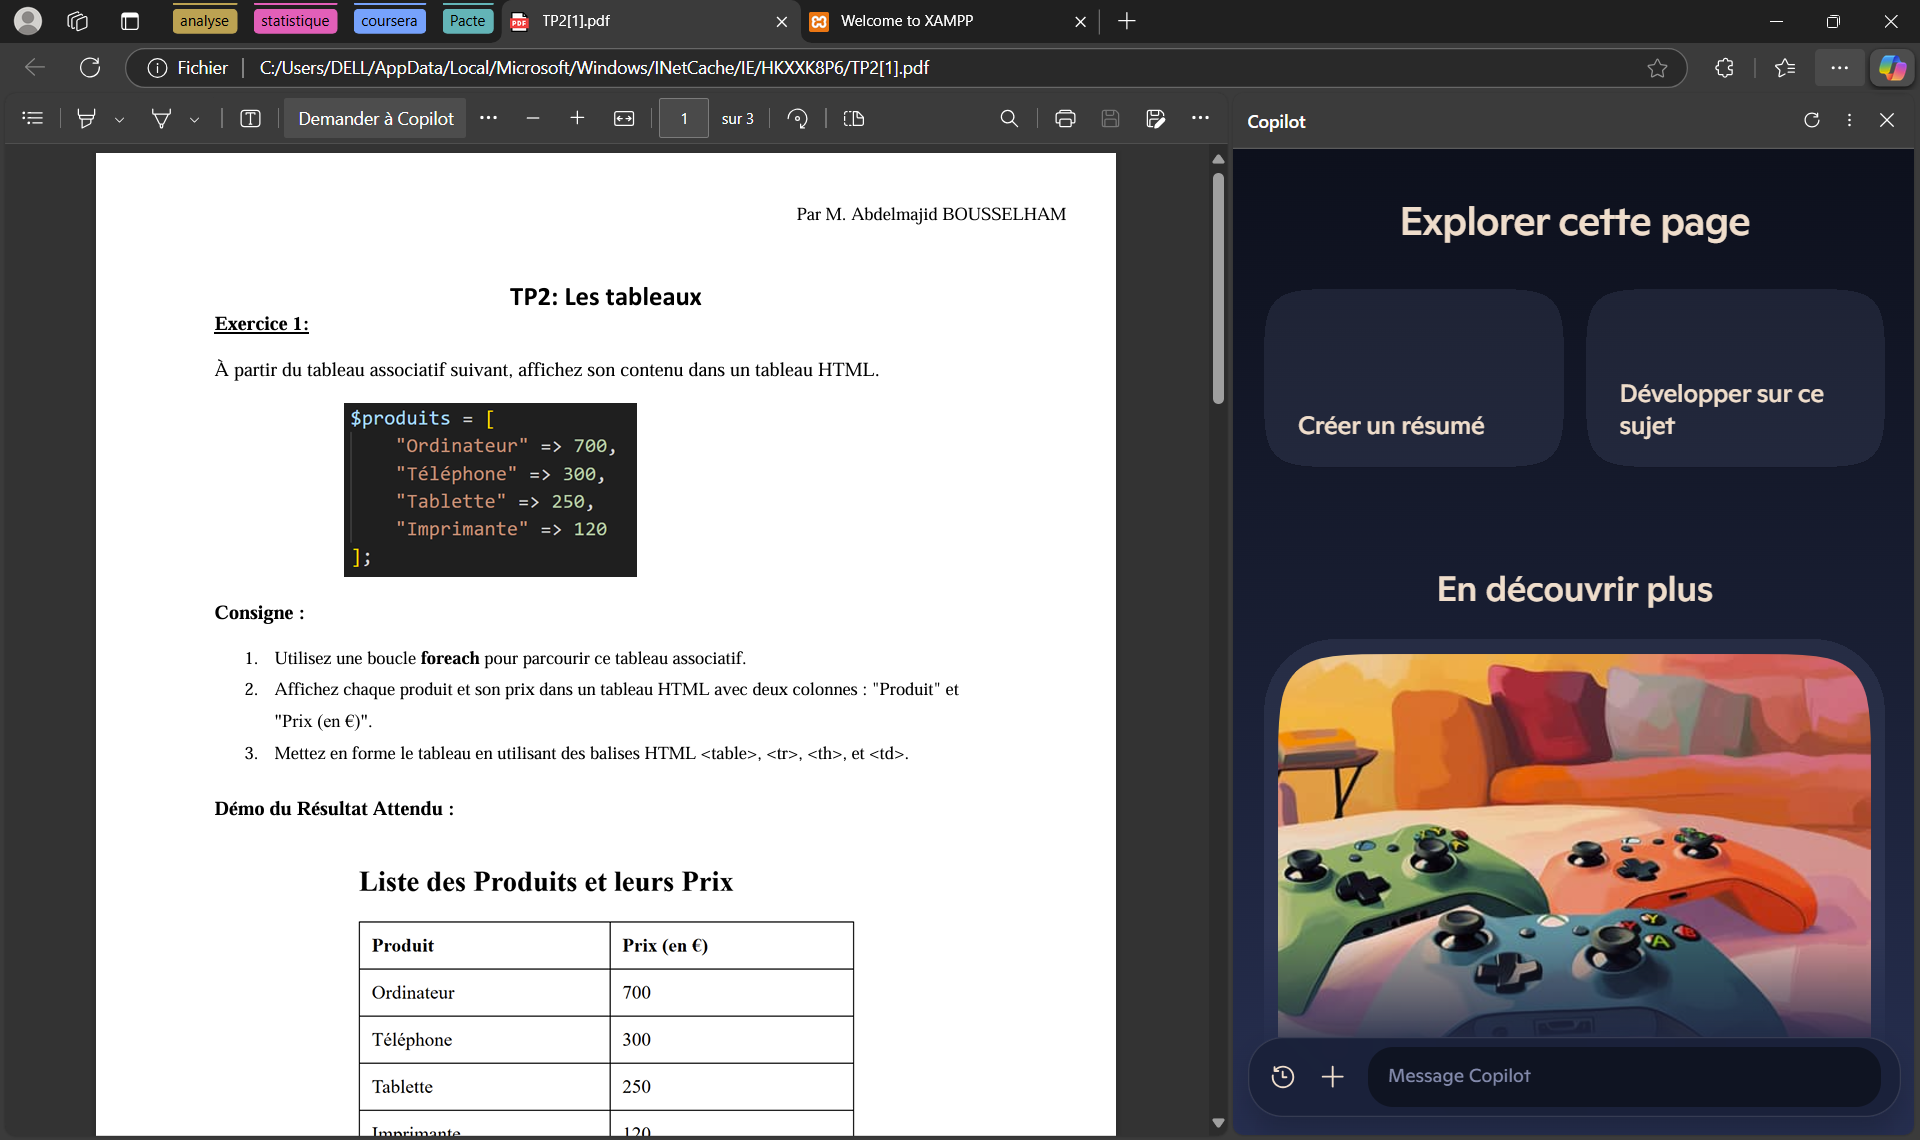 analyse
statistique
coursera
Pacte
TP2[1].pdf
Welcome to XAMPP
Fichier
C:/Users/DELL/AppData/Local/Microsoft/Windows/INetCache/IE/HKXXK8P6/TP2[1].pdf
Demander à Copilot
1 sur 3
Par M. Abdelmajid BOUSSELHAM
TP2: Les tableaux
Exercice 1:
À partir du tableau associatif suivant, affichez son contenu dans un tableau HTML.
$produits = [
"Ordinateur" => 700,
"Téléphone" => 300,
"Tablette" => 250,
"Imprimante" => 120
];
Consigne :
1. Utilisez une boucle foreach pour parcourir ce tableau associatif.
2. Affichez chaque produit et son prix dans un tableau HTML avec deux colonnes : "Produit" et
"Prix (en €)".
3. Mettez en forme le tableau en utilisant des balises HTML <table>, <tr>, <th>, et <td>.
Démo du Résultat Attendu :
Liste des Produits et leurs Prix
Produit Prix (en €)
Ordinateur 700
Téléphone 300
Tablette 250
Imprimante 120
Copilot
Explorer cette page
Créer un résumé
Développer sur ce
sujet
En découvrir plus
Message Copilot